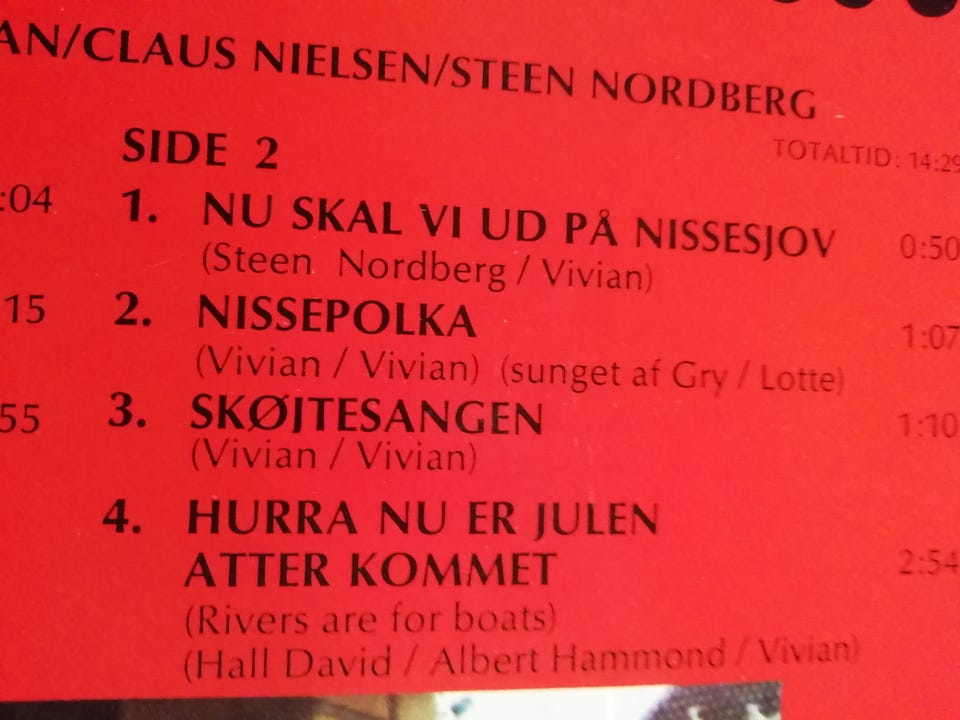 AN/CLAUS NIELSEN/STEEN NORDBERG
SIDE 2
TOTALTID: 14:29
:04
1. NU SKAL VI UD PÅ NISSESJOV 0:50
(Steen Nordberg / Vivian)
15
2. NISSEPOLKA 1:07
(Vivian / Vivian) (sunget af Gry / Lotte)
55
3. SKØJTESANGEN 1:10
(Vivian / Vivian)
4. HURRA NU ER JULEN
ATTER KOMMET 2:54
(Rivers are for boats)
(Hall David / Albert Hammond / Vivian)